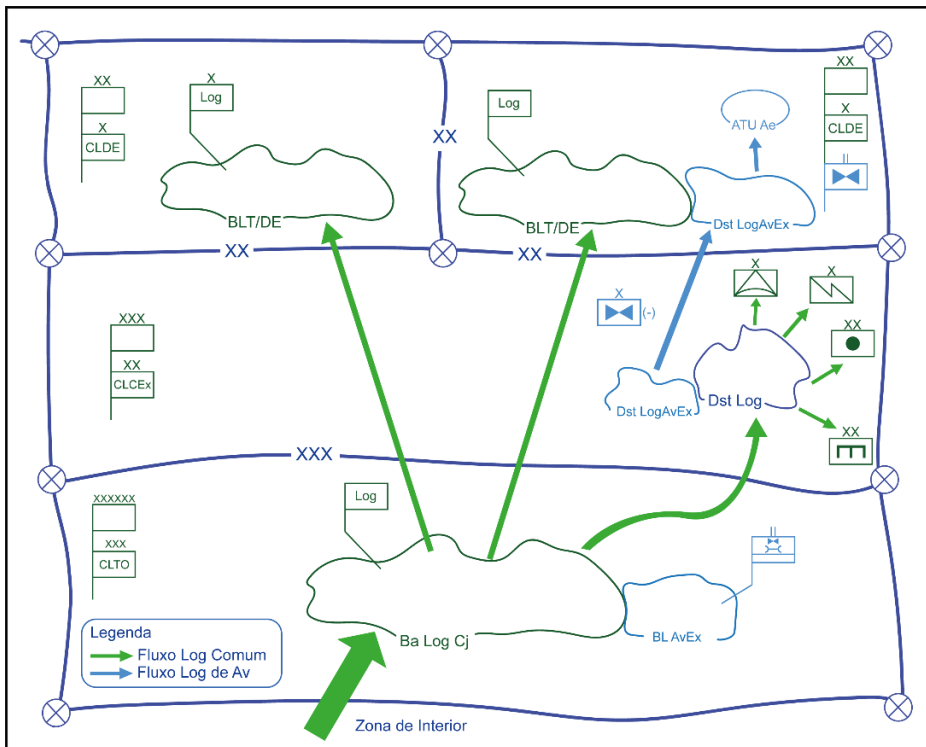 XX
CLDE
X
Log
BLT/DE
XX
X
Log
BLT/DE
ATU Ae
Dst LogAvEx
XX
X
CLDE
II
XX
XX
XXX
XX
CLCEx
X
(-)
Dst LogAvEx
Dst Log
X
X
XX
XX
XXX
XXXXXX
XXX
CLTO
Log
Ba Log Cj
BL AvEx
Legenda
Fluxo Log Comum
Fluxo Log de Av
Zona de Interior